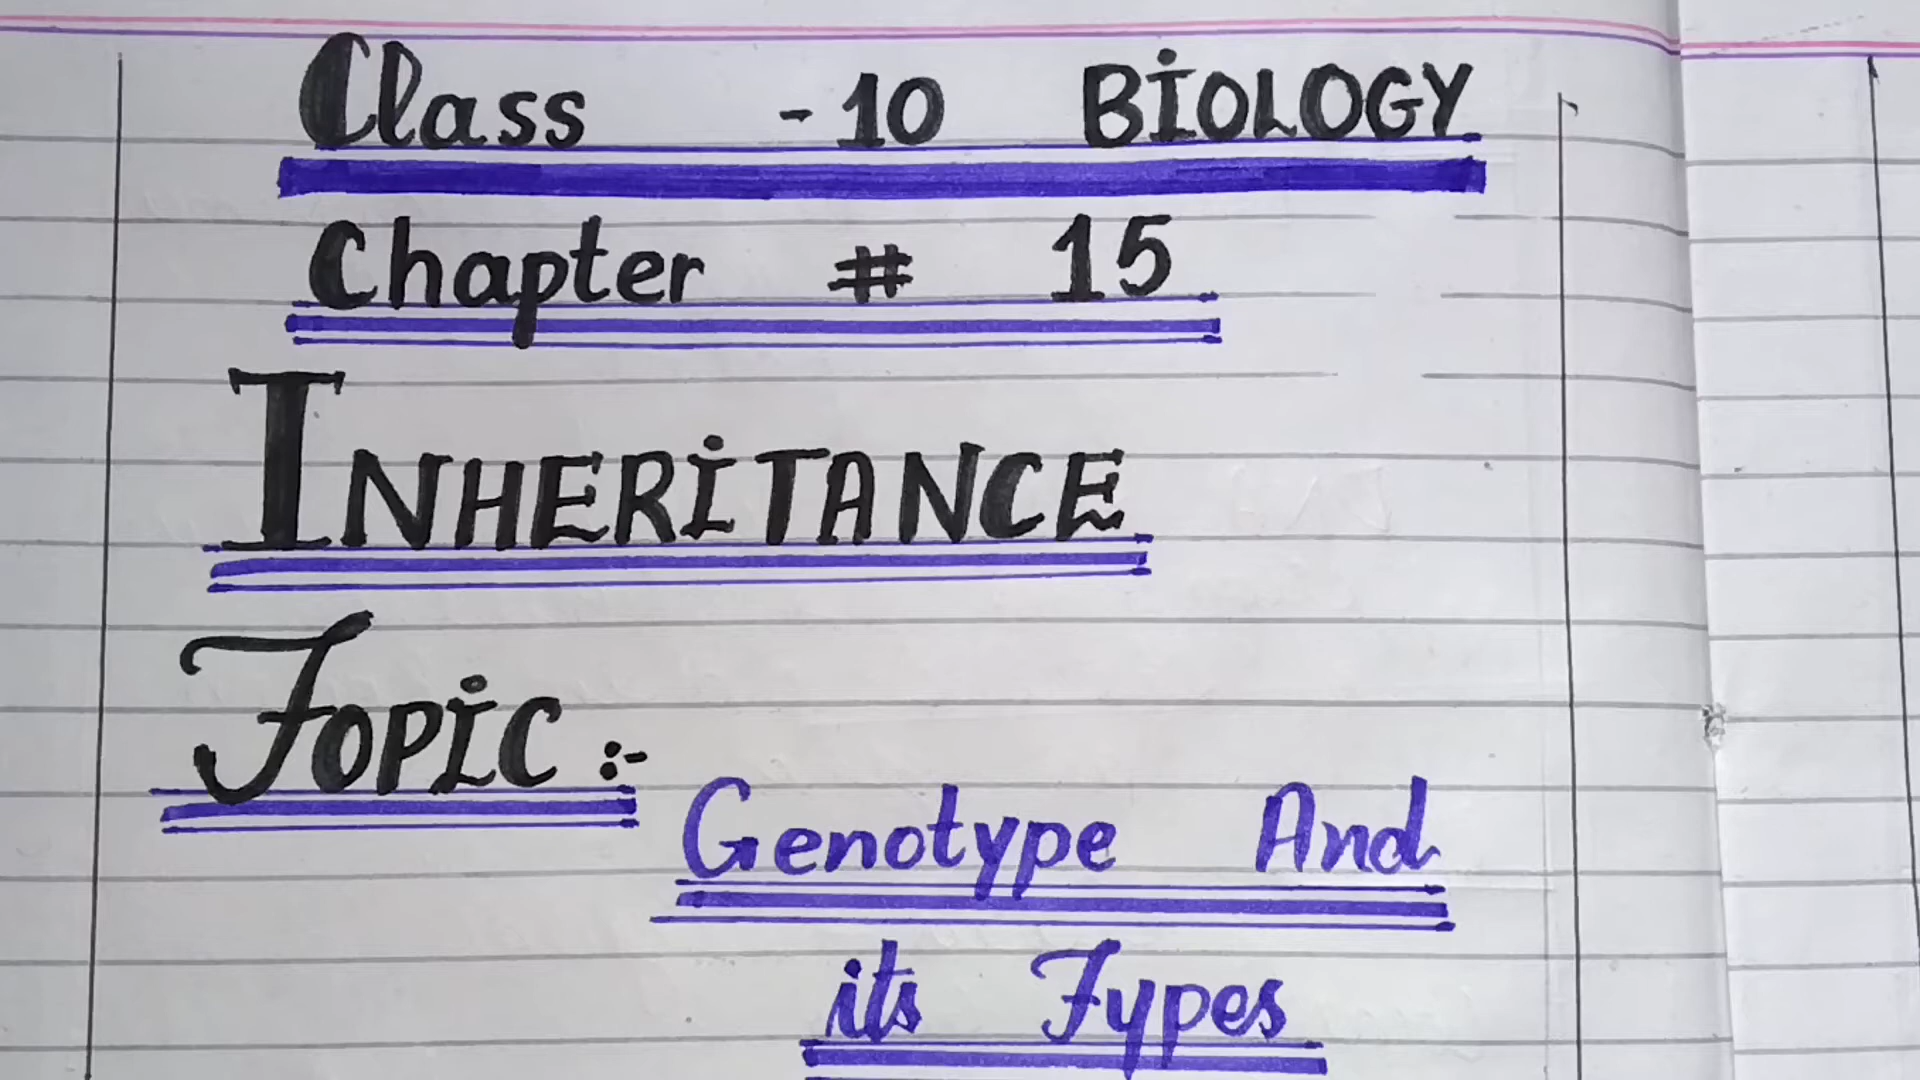 Class -10 BIOLOGY
Chapter # 15
INHERITANCE
TOPIC :-
Genotype And
its Types